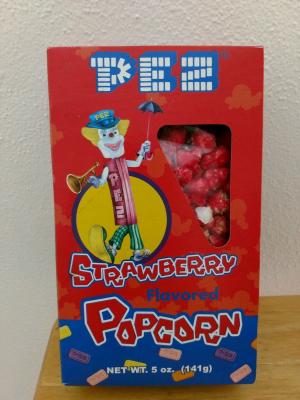 PEZ
PEZ
STRAWBERRY
Flavored
POPCORN
NET WT. 5 oz. (141g)